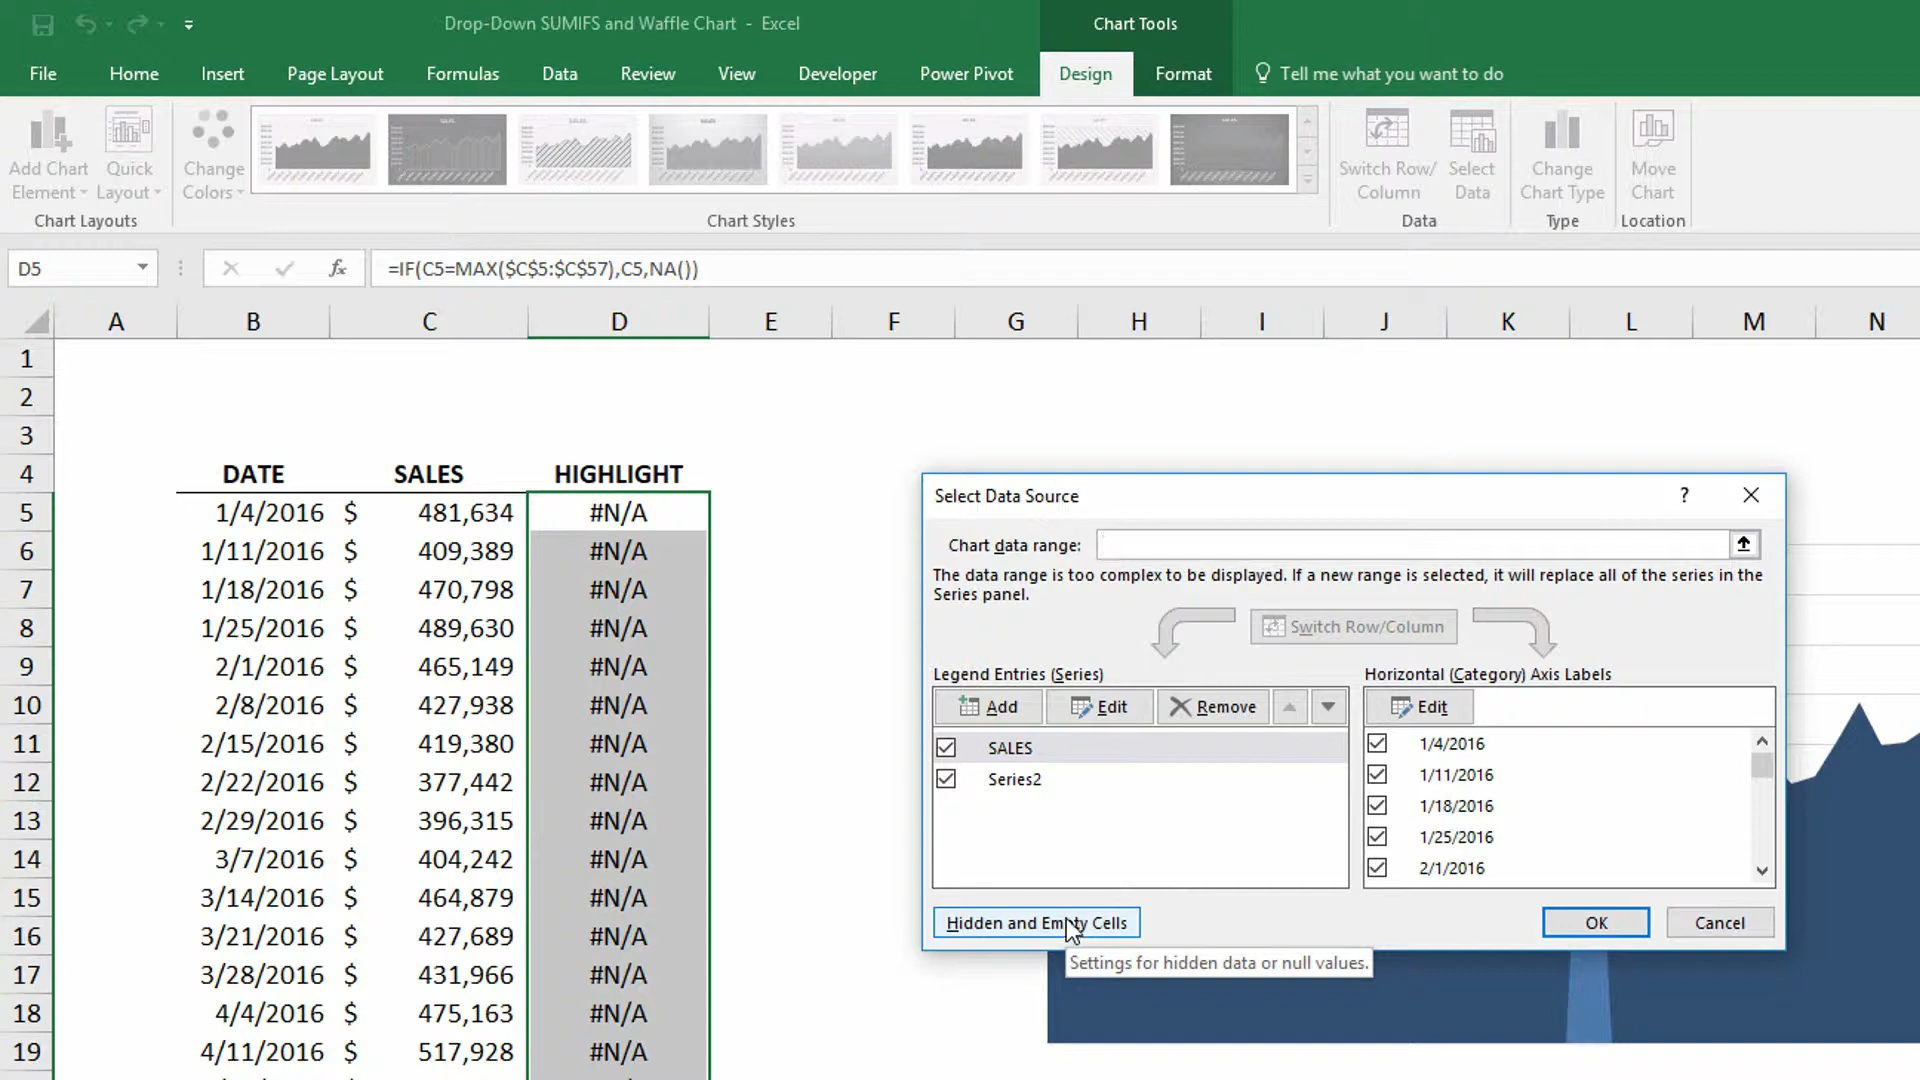 Drop-Down SUMIFS and Waffle Chart - Excel
Chart Tools
File Home Insert Page Layout Formulas Data Review View Developer Power Pivot Design Format Tell me what you want to do
Add Chart Element
Quick Layout
Change Colors
Switch Row/Column
Select Data
Change Chart Type
Move Chart
Chart Layouts Chart Styles Data Type Location
D5 fx =IF(C5=MAX($C$5:$C$57),C5,NA())
A B C D E F G H I J K L M N
1
2
3
4 DATE SALES HIGHLIGHT
5 1/4/2016 $ 481,634 #N/A
6 1/11/2016 $ 409,389 #N/A
7 1/18/2016 $ 470,798 #N/A
8 1/25/2016 $ 489,630 #N/A
9 2/1/2016 $ 465,149 #N/A
10 2/8/2016 $ 427,938 #N/A
11 2/15/2016 $ 419,380 #N/A
12 2/22/2016 $ 377,442 #N/A
13 2/29/2016 $ 396,315 #N/A
14 3/7/2016 $ 404,242 #N/A
15 3/14/2016 $ 464,879 #N/A
16 3/21/2016 $ 427,689 #N/A
17 3/28/2016 $ 431,966 #N/A
18 4/4/2016 $ 475,163 #N/A
19 4/11/2016 $ 517,928 #N/A
Select Data Source ?
Chart data range:
The data range is too complex to be displayed. If a new range is selected, it will replace all of the series in the
Series panel.
Switch Row/Column
Legend Entries (Series)
Add Edit Remove
SALES
Series2
Horizontal (Category) Axis Labels
Edit
1/4/2016
1/11/2016
1/18/2016
1/25/2016
2/1/2016
Hidden and Empty Cells
OK Cancel
Settings for hidden data or null values.